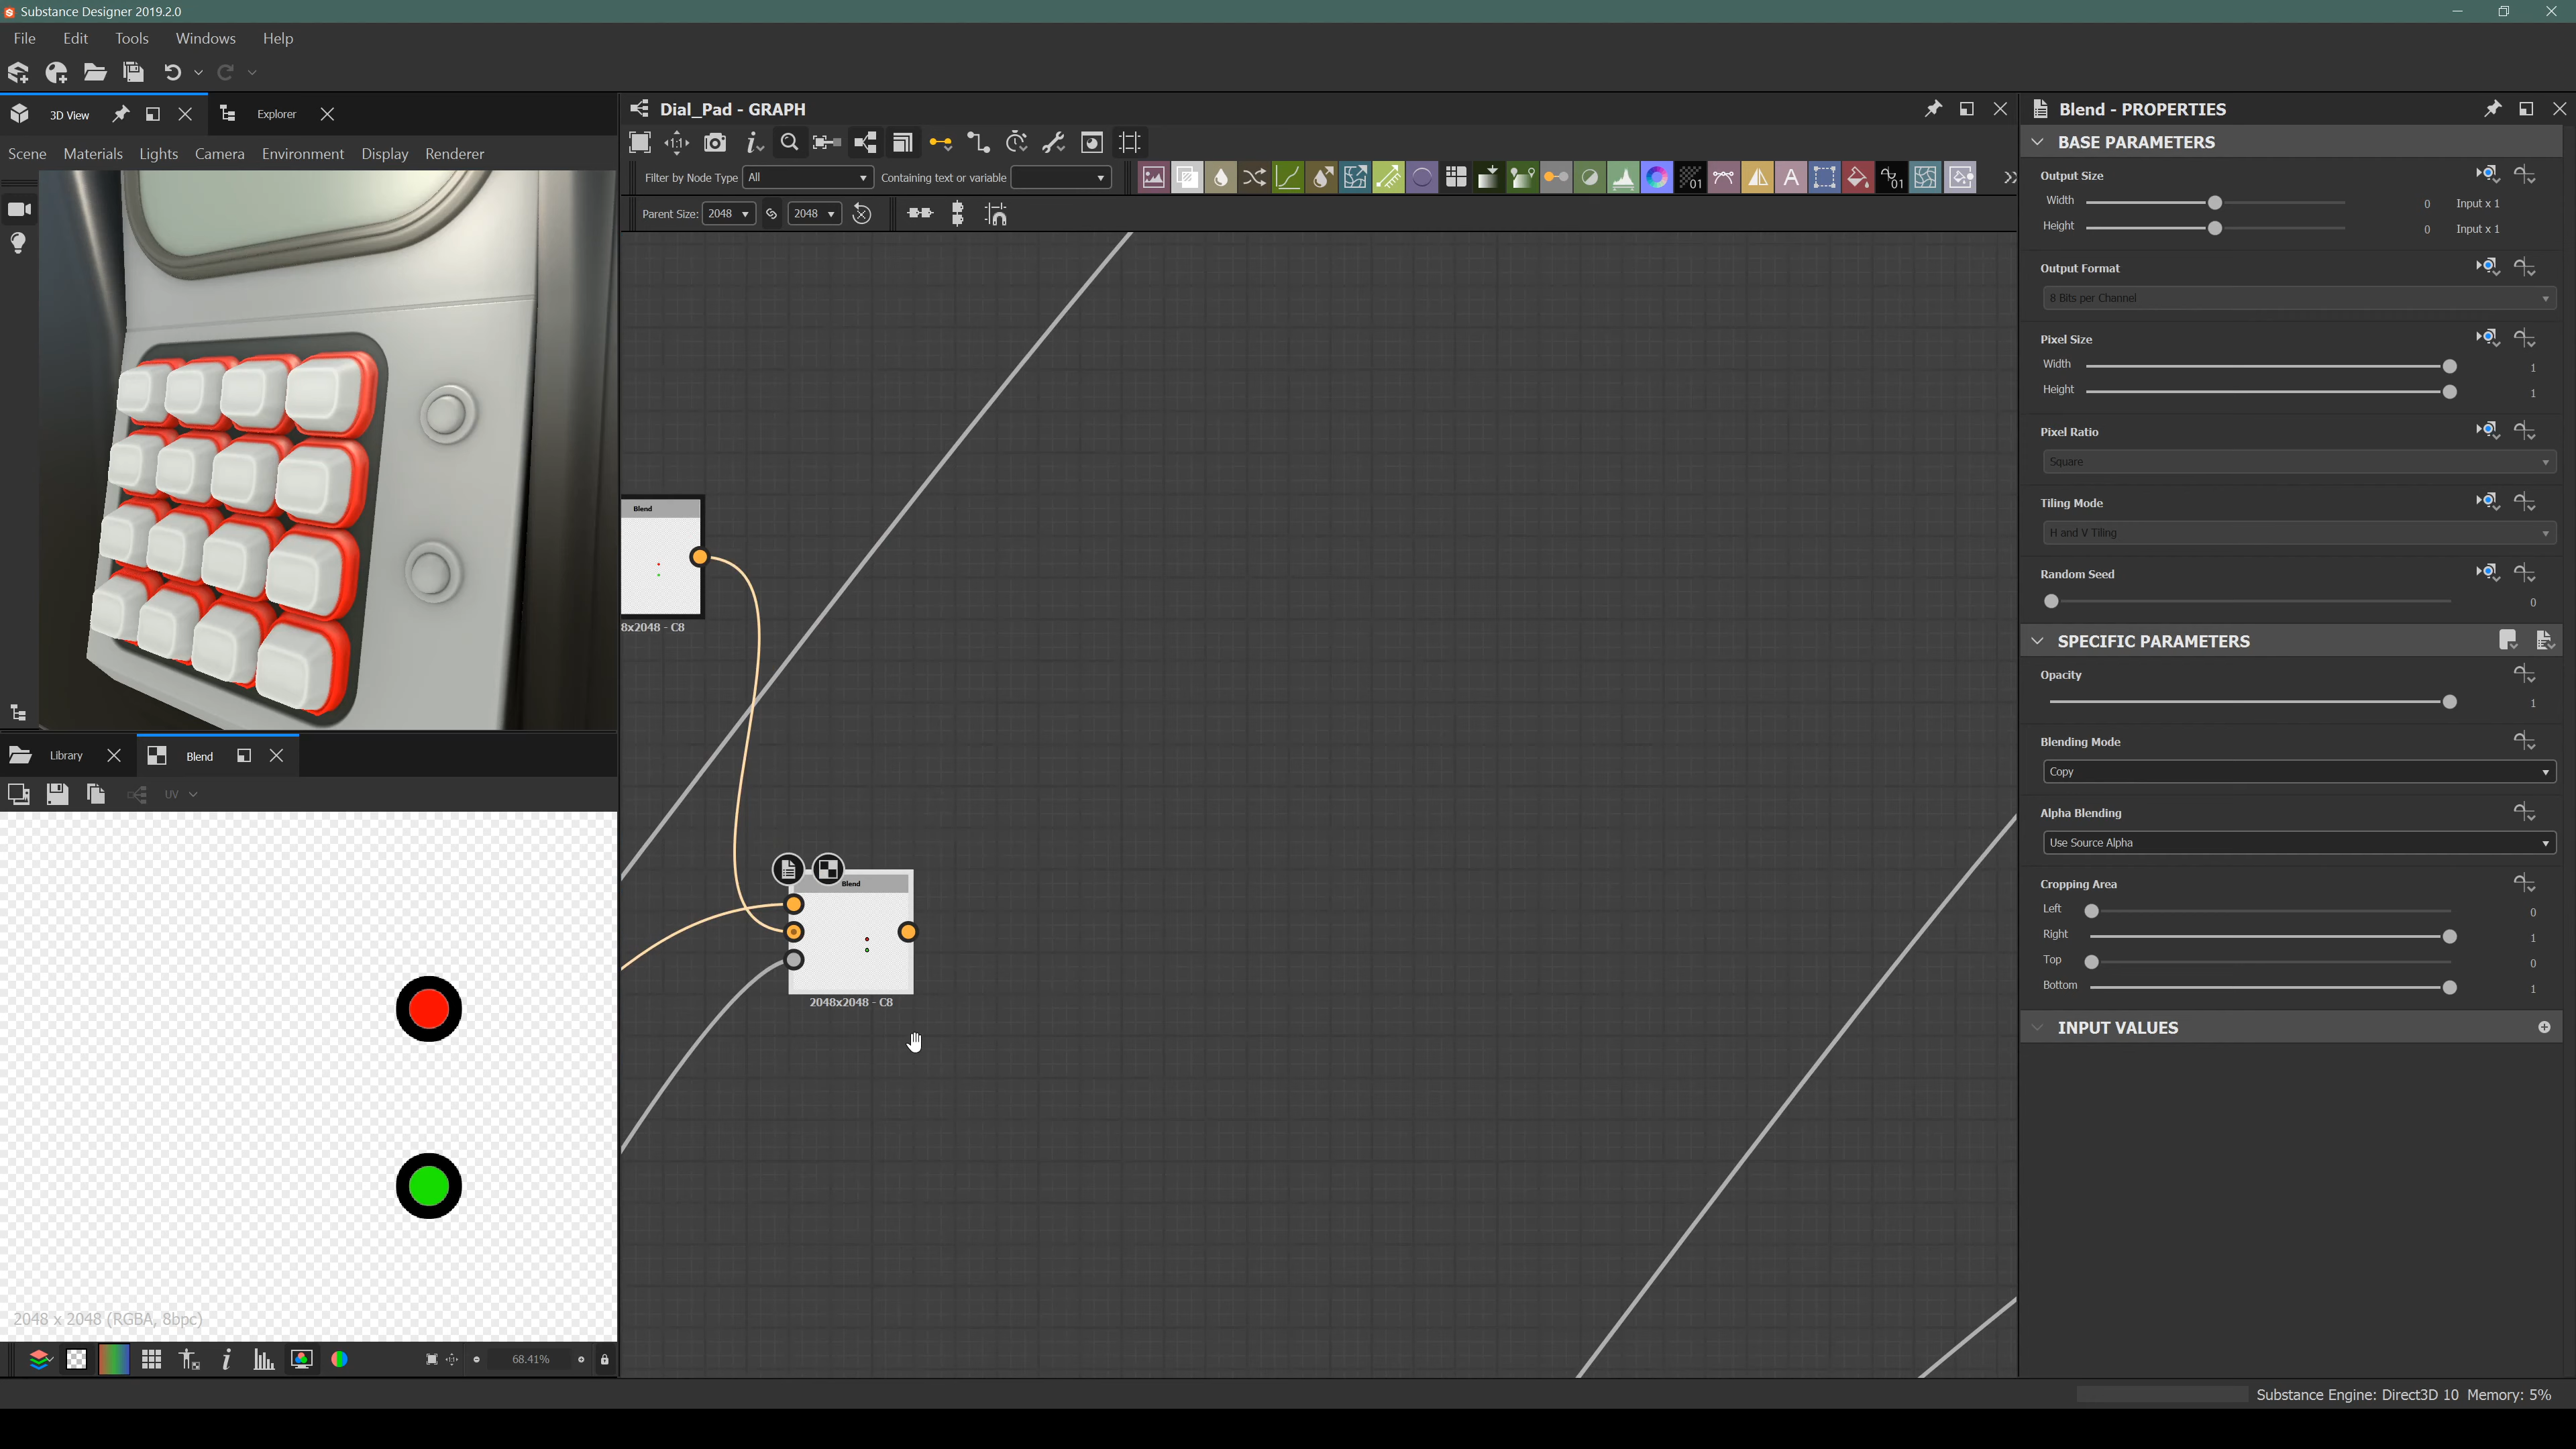 Substance Designer 2019.2.0
File Edit Tools Windows Help
3D View Explorer
Scene Materials Lights Camera Environment Display Renderer
Dial_Pad - GRAPH
Filter by Node Type All Containing text or variable
Parent Size: 2048 2048
Blend
8x2048 - C8
Blend
2048x2048 - C8
Library Blend
UV
2048 x 2048 (RGBA, 8bpc)
68.41%
Blend - PROPERTIES
BASE PARAMETERS
Output Size
Width 0 Input x 1
Height 0 Input x 1
Output Format
8 Bits per Channel
Pixel Size
Width 1
Height 1
Pixel Ratio
Square
Tiling Mode
H and V Tiling
Random Seed
0
SPECIFIC PARAMETERS
Opacity
1
Blending Mode
Copy
Alpha Blending
Use Source Alpha
Cropping Area
Left 0
Right 1
Top 0
Bottom 1
INPUT VALUES
Substance Engine: Direct3D 10 Memory: 5%